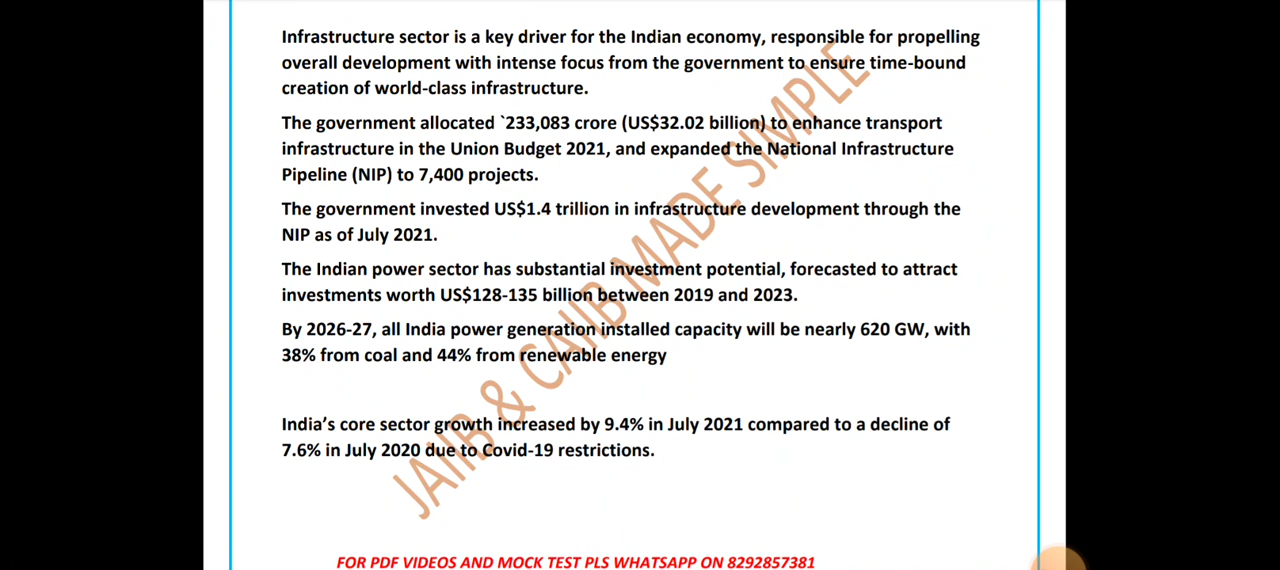 Infrastructure sector is a key driver for the Indian economy, responsible for propelling
overall development with intense focus from the government to ensure time-bound
creation of world-class infrastructure.
The government allocated `233,083 crore (US$32.02 billion) to enhance transport
infrastructure in the Union Budget 2021, and expanded the National Infrastructure
Pipeline (NIP) to 7,400 projects.
The government invested US$1.4 trillion in infrastructure development through the
NIP as of July 2021.
The Indian power sector has substantial investment potential, forecasted to attract
investments worth US$128-135 billion between 2019 and 2023.
By 2026-27, all India power generation installed capacity will be nearly 620 GW, with
38% from coal and 44% from renewable energy
India’s core sector growth increased by 9.4% in July 2021 compared to a decline of
7.6% in July 2020 due to Covid-19 restrictions.
JAIIB & CAIIB MADE SIMPLE
FOR PDF VIDEOS AND MOCK TEST PLS WHATSAPP ON 8292857381